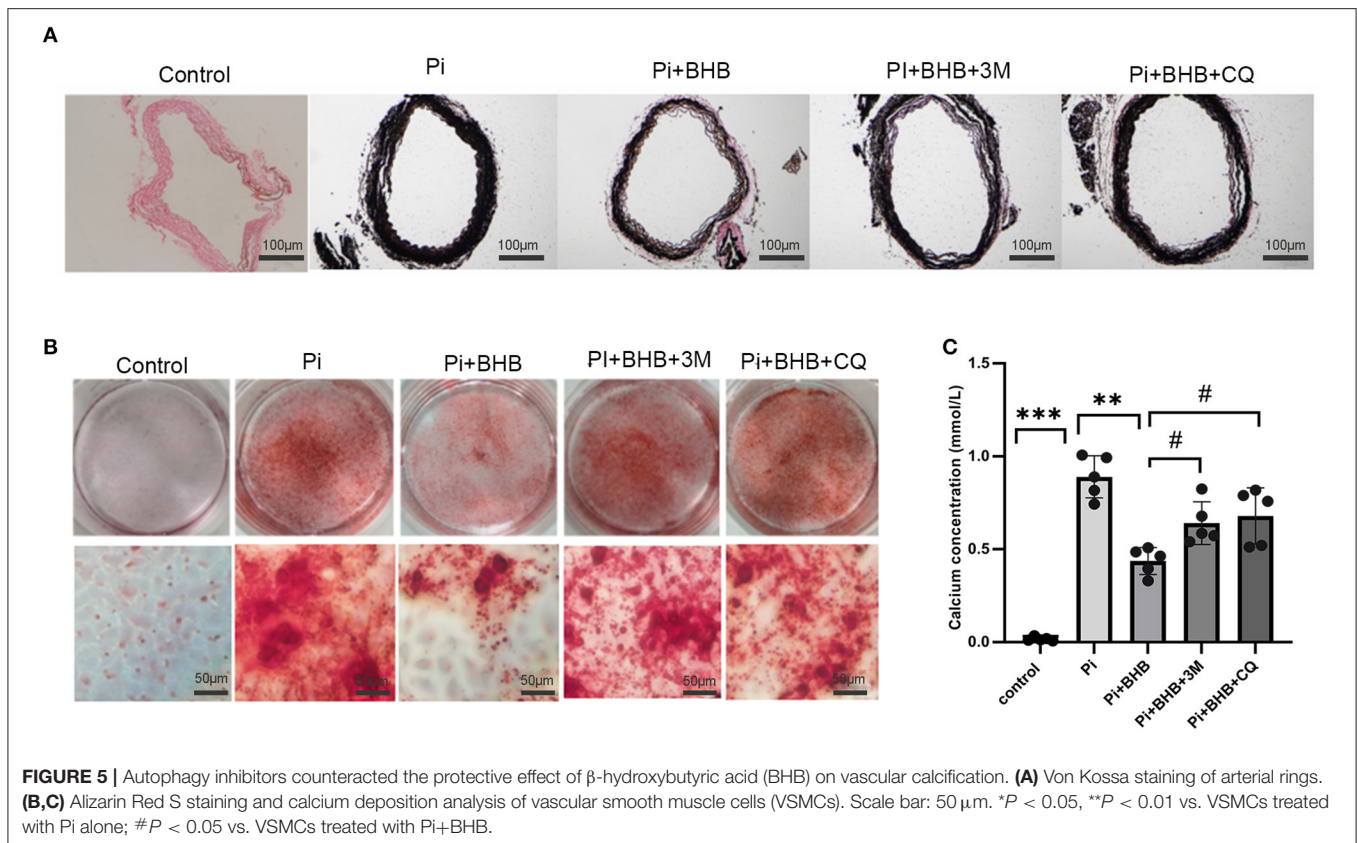 A
Control Pi Pi+BHB PI+BHB+3M Pi+BHB+CQ
100μm 100μm 100μm 100μm 100μm
B
Control Pi Pi+BHB PI+BHB+3M Pi+BHB+CQ
50μm 50μm 50μm 50μm 50μm
C
Calcium concentration (mmol/L)
1.5
1.0
0.5
0.0
*** ** #
#
control Pi Pi+BHB Pi+BHB+3M Pi+BHB+CQ
FIGURE 5 | Autophagy inhibitors counteracted the protective effect of β-hydroxybutyric acid (BHB) on vascular calcification. (A) Von Kossa staining of arterial rings.
(B,C) Alizarin Red S staining and calcium deposition analysis of vascular smooth muscle cells (VSMCs). Scale bar: 50 μm. *P < 0.05, **P < 0.01 vs. VSMCs treated
with Pi alone; #P < 0.05 vs. VSMCs treated with Pi+BHB.